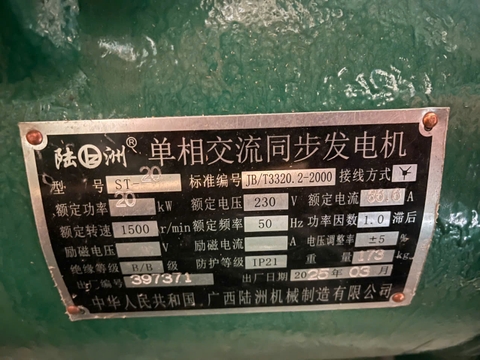 陆洲® 单相交流同步发电机
型号 ST-20 标准编号 JB/T3320.2-2000 接线方式
额定功率 20 kW 额定电压 230 V 额定电流 A
额定转速 1500 r/min 额定频率 50 Hz 功率因数 1.0 滞后
励磁电压 V 励磁电流 A 电压调整率 ±5 %
绝缘等级 B/B 级 防护等级 IP21 重量 173 kg
出厂编号 397371 出厂日期 2025年03月
中华人民共和国.广西陆洲机械制造有限公司